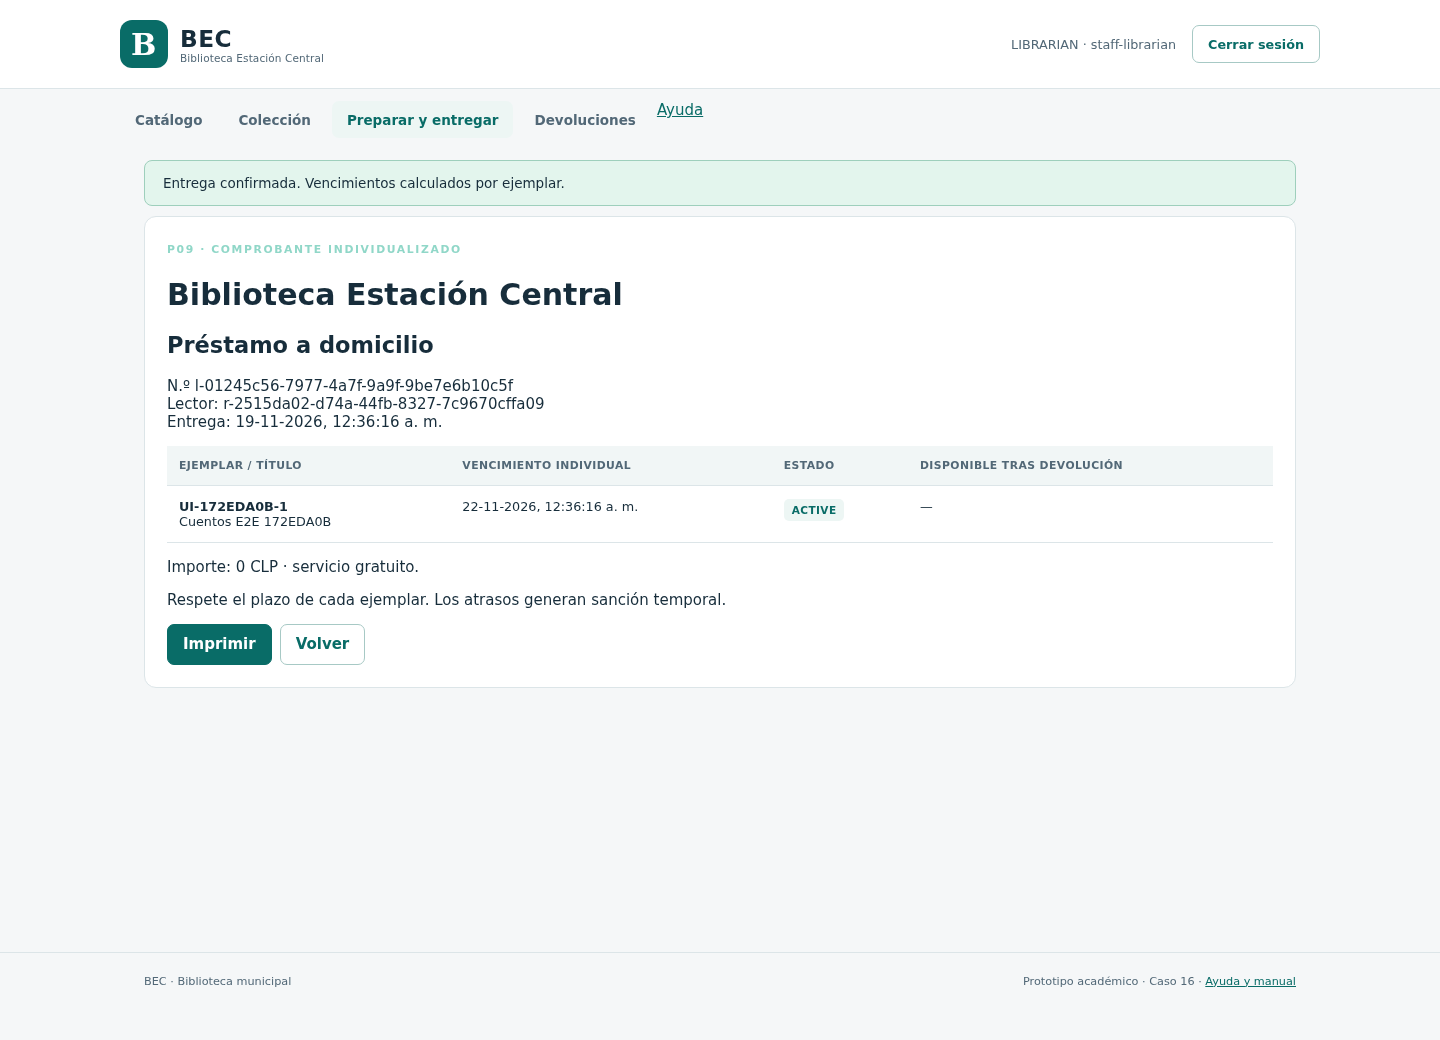 B
BEC
Biblioteca Estación Central
LIBRARIAN · staff-librarian
Cerrar sesión
Catálogo
Colección
Preparar y entregar
Devoluciones
Ayuda
Entrega confirmada. Vencimientos calculados por ejemplar.
P09 · COMPROBANTE INDIVIDUALIZADO
Biblioteca Estación Central
Préstamo a domicilio
N.º l-01245c56-7977-4a7f-9a9f-9be7e6b10c5f
Lector: r-2515da02-d74a-44fb-8327-7c9670cffa09
Entrega: 19-11-2026, 12:36:16 a. m.
EJEMPLAR / TÍTULO
VENCIMIENTO INDIVIDUAL
ESTADO
DISPONIBLE TRAS DEVOLUCIÓN
UI-172EDA0B-1
Cuentos E2E 172EDA0B
22-11-2026, 12:36:16 a. m.
ACTIVE
—
Importe: 0 CLP · servicio gratuito.
Respete el plazo de cada ejemplar. Los atrasos generan sanción temporal.
Imprimir
Volver
BEC · Biblioteca municipal
Prototipo académico · Caso 16 · Ayuda y manual